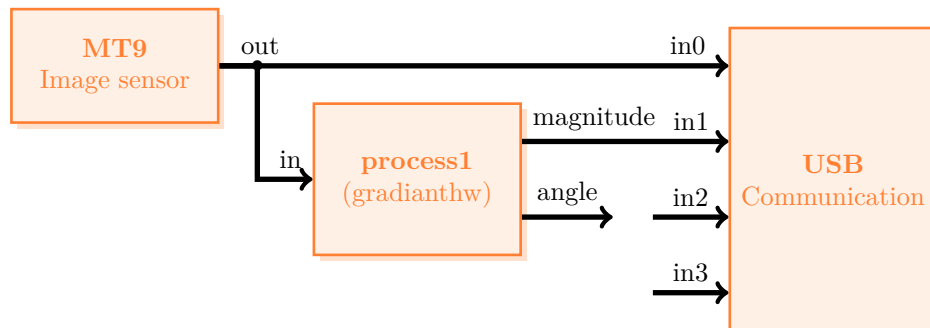 MT9
Image sensor
out
in0
in
process1
(gradianthw)
magnitude
in1
angle
in2
in3
USB
Communication